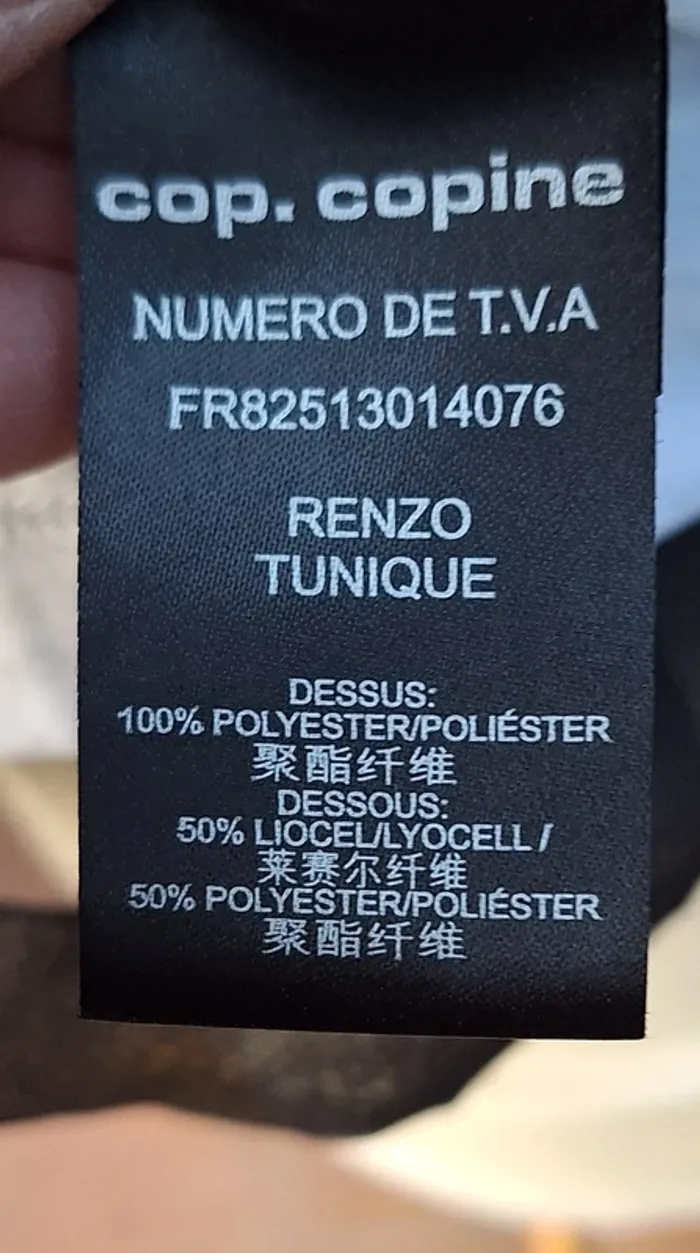 cop. copine
NUMERO DE T.V.A
FR82513014076
RENZO
TUNIQUE
DESSUS:
100% POLYESTER/POLIÉSTER
聚酯纤维
DESSOUS:
50% LIOCEL/LYOCELL /
莱赛尔纤维
50% POLYESTER/POLIÉSTER
聚酯纤维